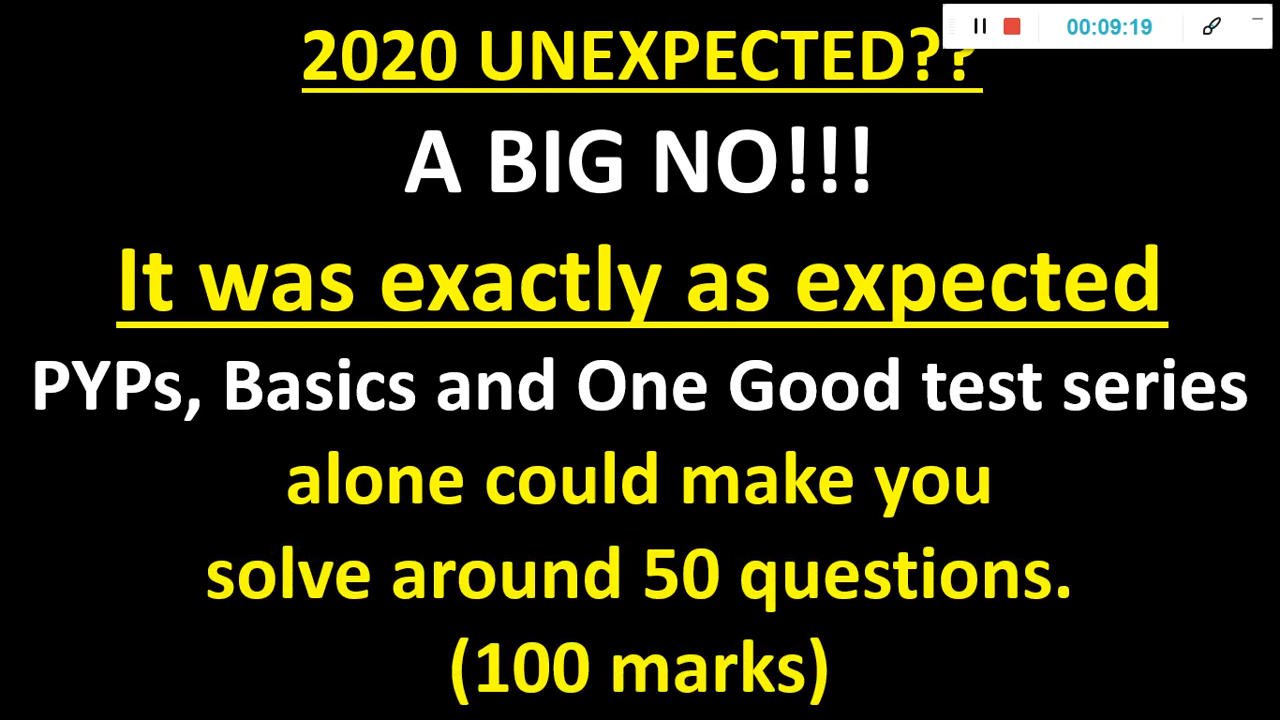 2020 UNEXPECTED??
00:09:19
A BIG NO!!!
It was exactly as expected
PYPs, Basics and One Good test series
alone could make you
solve around 50 questions.
(100 marks)